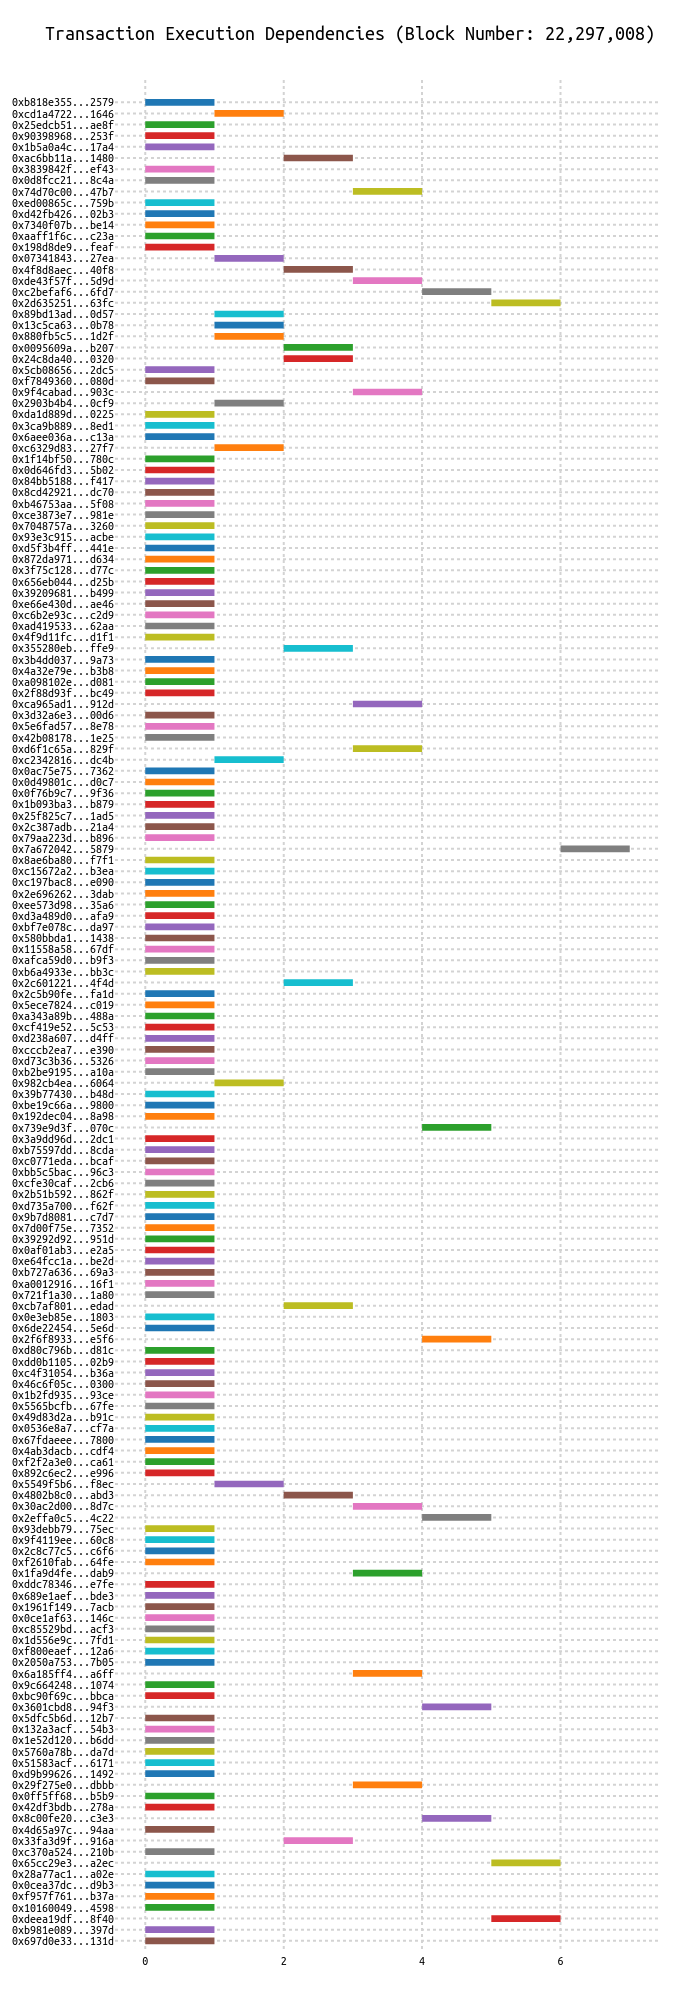 Transaction Execution Dependencies (Block Number: 22,297,008)
0xb818e355...2579
0xcd1a4722...1646
0x25edcb51...ae8f
0x90398968...253f
0x1b5a0a4c...17a4
0xac6bb11a...1480
0x3839842f...ef43
0x0d8fcc21...8c4a
0x74d70c00...47b7
0xed00865c...759b
0xd42fb426...02b3
0x7340f07b...be14
0xaaff1f6c...c23a
0x198d8de9...feaf
0x07341843...27ea
0x4f8d8aec...40f8
0xde43f57f...5d9d
0xc2befaf6...6fd7
0x2d635251...63fc
0x89bd13ad...0d57
0x13c5ca63...0b78
0x880fb5c5...1d2f
0x0095609a...b207
0x24c8da40...0320
0x5cb08656...2dc5
0xf7849360...080d
0x9f4cabad...903c
0x2903b4b4...0cf9
0xda1d889d...0225
0x3ca9b889...8ed1
0x6aee036a...c13a
0xc6329d83...27f7
0x1f14bf50...780c
0x0d646fd3...5b02
0x84bb5188...f417
0x8cd42921...dc70
0xb46753aa...5f08
0xce3873e7...981e
0x7048757a...3260
0x93e3c915...acbe
0xd5f3b4ff...441e
0x872da971...d634
0x3f75c128...d77c
0x656eb044...d25b
0x39209681...b499
0xe66e430d...ae46
0xc6b2e93c...c2d9
0xad419533...62aa
0x4f9d11fc...d1f1
0x355280eb...ffe9
0x3b4dd037...9a73
0x4a32e79e...b3b8
0xa098102e...d081
0x2f88d93f...bc49
0xca965ad1...912d
0x3d32a6e3...00d6
0x5e6fad57...8e78
0x42b08178...1e25
0xd6f1c65a...829f
0xc2342816...dc4b
0x0ac75e75...7362
0x0d49801c...d0c7
0x0f76b9c7...9f36
0x1b093ba3...b879
0x25f825c7...1ad5
0x2c387adb...21a4
0x79aa223d...b896
0x7a672042...5879
0x8ae6ba80...f7f1
0xc15672a2...b3ea
0xc197bac8...e090
0x2e696262...3dab
0xee573d98...35a6
0xd3a489d0...afa9
0xbf7e078c...da97
0x580bbda1...1438
0x11558a58...67df
0xafca59d0...b9f3
0xb6a4933e...bb3c
0x2c601221...4f4d
0x2c5b90fe...fa1d
0x5ece7824...c019
0xa343a89b...488a
0xcf419e52...5c53
0xd238a607...d4ff
0xcccb2ea7...e390
0xd73c3b36...5326
0xb2be9195...a10a
0x982cb4ea...6064
0x39b77430...b48d
0xbe19c66a...9800
0x192dec04...8a98
0x739e9d3f...070c
0x3a9dd96d...2dc1
0xb75597dd...8cda
0xc0771eda...bcaf
0xbb5c5bac...96c3
0xcfe30caf...2cb6
0x2b51b592...862f
0xd735a700...f62f
0x9b7d8081...c7d7
0x7d00f75e...7352
0x39292d92...951d
0x0af01ab3...e2a5
0xe64fcc1a...be2d
0xb727a636...69a3
0xa0012916...16f1
0x721f1a30...1a80
0xcb7af801...edad
0x0e3eb85e...1803
0x6de22454...5e6d
0x2f6f8933...e5f6
0xd80c796b...d81c
0xdd0b1105...02b9
0xc4f31054...b36a
0x46c6f05c...0300
0x1b2fd935...93ce
0x5565bcfb...67fe
0x49d83d2a...b91c
0x0536e8a7...cf7a
0x67fdaeee...7800
0x4ab3dacb...cdf4
0xf2f2a3e0...ca61
0x892c6ec2...e996
0x5549f5b6...f8ec
0x4802b8c0...abd3
0x30ac2d00...8d7c
0x2effa0c5...4c22
0x93debb79...75ec
0x9f4119ee...60c8
0x2c8c77c5...c6f6
0xf2610fab...64fe
0x1fa9d4fe...dab9
0xddc78346...e7fe
0x689e1aef...bde3
0x1961f149...7acb
0x0ce1af63...146c
0xc85529bd...acf3
0x1d556e9c...7fd1
0xf800eaef...12a6
0x2050a753...7b05
0x6a185ff4...a6ff
0x9c664248...1074
0xbc90f69c...bbca
0x3601cbd8...94f3
0x5dfc5b6d...12b7
0x132a3acf...54b3
0x1e52d120...b6dd
0x5760a78b...da7d
0x51583acf...6171
0xd9b99626...1492
0x29f275e0...dbbb
0x0ff5ff68...b5b9
0x42df3bdb...278a
0x8c00fe20...c3e3
0x4d65a97c...94aa
0x33fa3d9f...916a
0xc370a524...210b
0x65cc29e3...a2ec
0x28a77ac1...a02e
0x0cea37dc...d9b3
0xf957f761...b37a
0x10160049...4598
0xdeea19df...8f40
0xb981e089...397d
0x697d0e33...131d
0 2 4 6